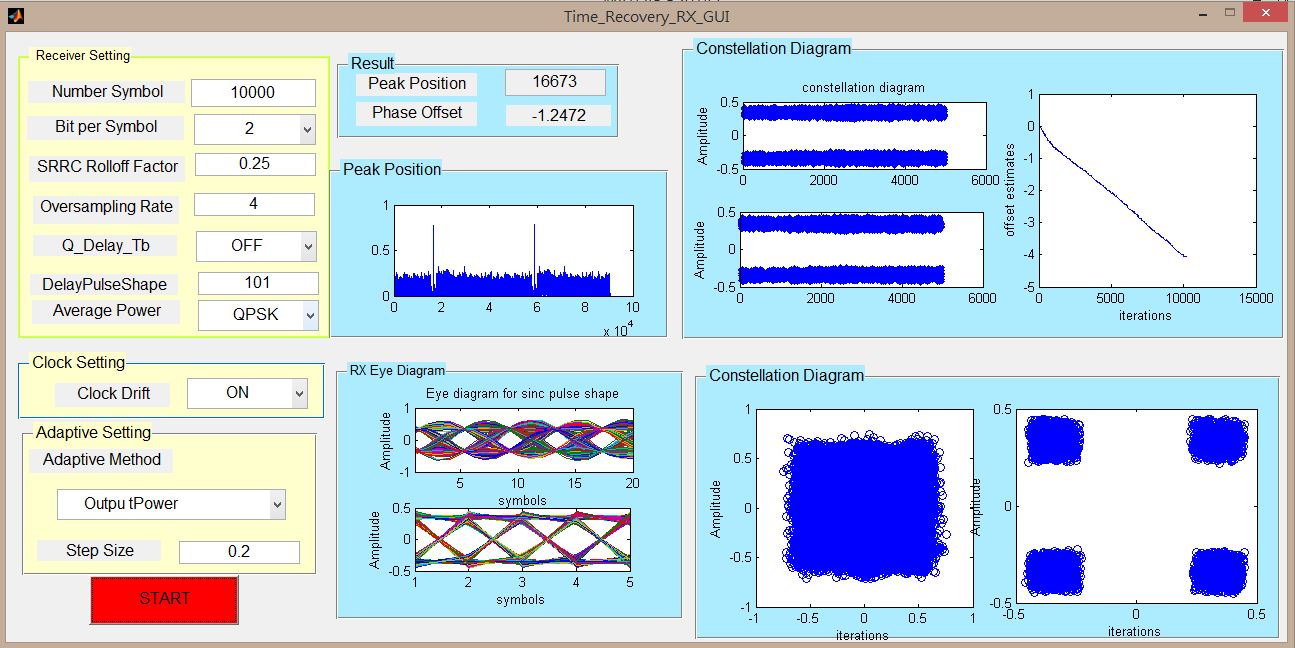 Time_Recovery_RX_GUI
Receiver Setting
Number Symbol 10000
Bit per Symbol 2
SRRC Rolloff Factor 0.25
Oversampling Rate 4
Q_Delay_Tb OFF
DelayPulseShape 101
Average Power QPSK
Clock Setting
Clock Drift ON
Adaptive Setting
Adaptive Method
Outpu tPower
Step Size 0.2
START
Result
Peak Position 16673
Phase Offset -1.2472
Peak Position
1
0.5
0
0 2 4 6 8 10
x 10^4
RX Eye Diagram
Eye diagram for sinc pulse shape
Amplitude
1
0
-1
5 10 15 20
symbols
Amplitude
0.5
0
-0.5
1 2 3 4 5
symbols
Constellation Diagram
constellation diagram
Amplitude
0.5
0
-0.5
0 2000 4000 6000
Amplitude
0.5
0
-0.5
0 2000 4000 6000
offset estimates
1
0
-1
-2
-3
-4
-5
0 5000 10000 15000
iterations
Constellation Diagram
Amplitude
1
0.5
0
-0.5
-1
-1 -0.5 0 0.5 1
iterations
Amplitude
0.5
0
-0.5
-0.5 0 0.5
iterations